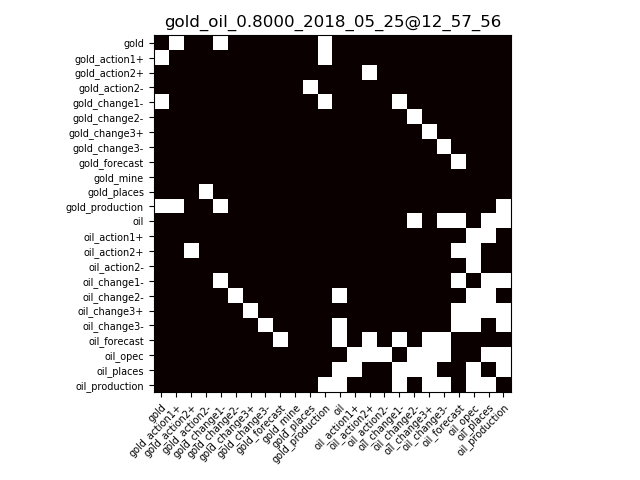 gold_oil_0.8000_2018_05_25@12_57_56
gold
gold_action1+
gold_action2+
gold_action2-
gold_change1-
gold_change2-
gold_change3+
gold_change3-
gold_forecast
gold_mine
gold_places
gold_production
oil
oil_action1+
oil_action2+
oil_action2-
oil_change1-
oil_change2-
oil_change3+
oil_change3-
oil_forecast
oil_opec
oil_places
oil_production
gold
gold_action1+
gold_action2+
gold_action2-
gold_change1-
gold_change2-
gold_change3+
gold_change3-
gold_forecast
gold_mine
gold_places
gold_production
oil
oil_action1+
oil_action2+
oil_action2-
oil_change1-
oil_change2-
oil_change3+
oil_change3-
oil_forecast
oil_opec
oil_places
oil_production